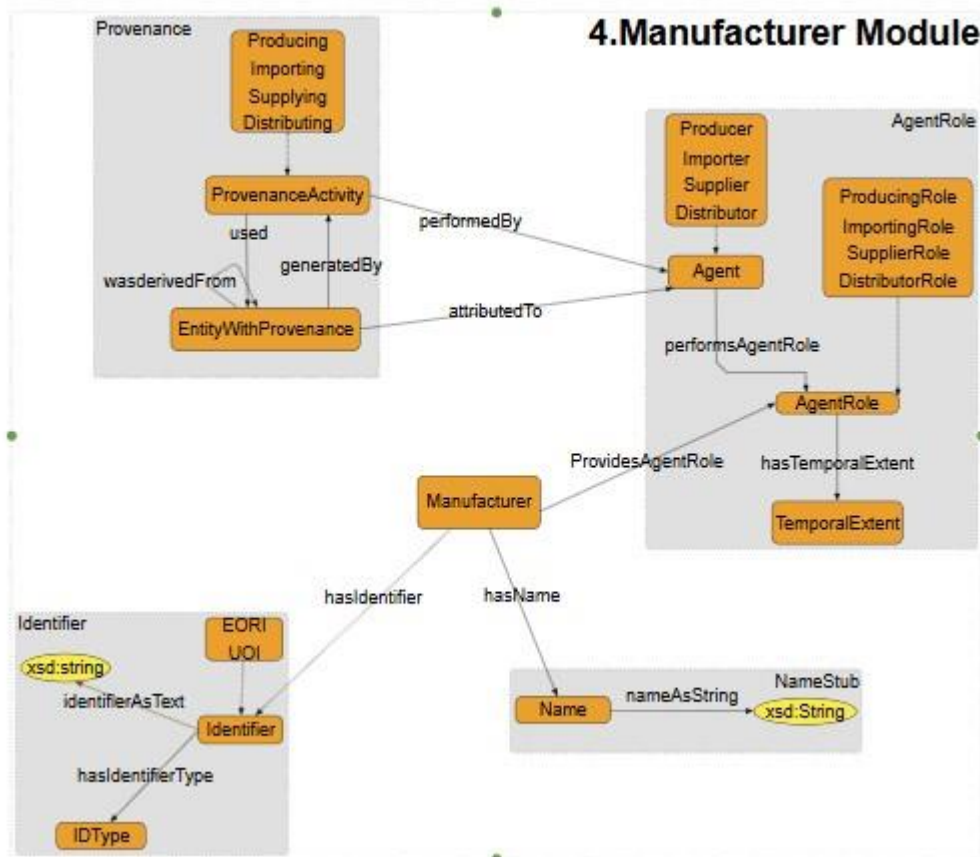 4.Manufacturer Module
Provenance
Producing
Importing
Supplying
Distributing
ProvenanceActivity
used
generatedBy
wasderivedFrom
EntityWithProvenance
performedBy
attributedTo
AgentRole
Producer
Importer
Supplier
Distributor
Agent
ProducingRole
ImportingRole
SupplierRole
DistributorRole
performsAgentRole
AgentRole
hasTemporalExtent
TemporalExtent
ProvidesAgentRole
Manufacturer
hasIdentifier
hasName
Identifier
EORI
UOI
xsd:string
identifierAsText
Identifier
hasIdentifierType
IDType
NameStub
Name
nameAsString
xsd:String